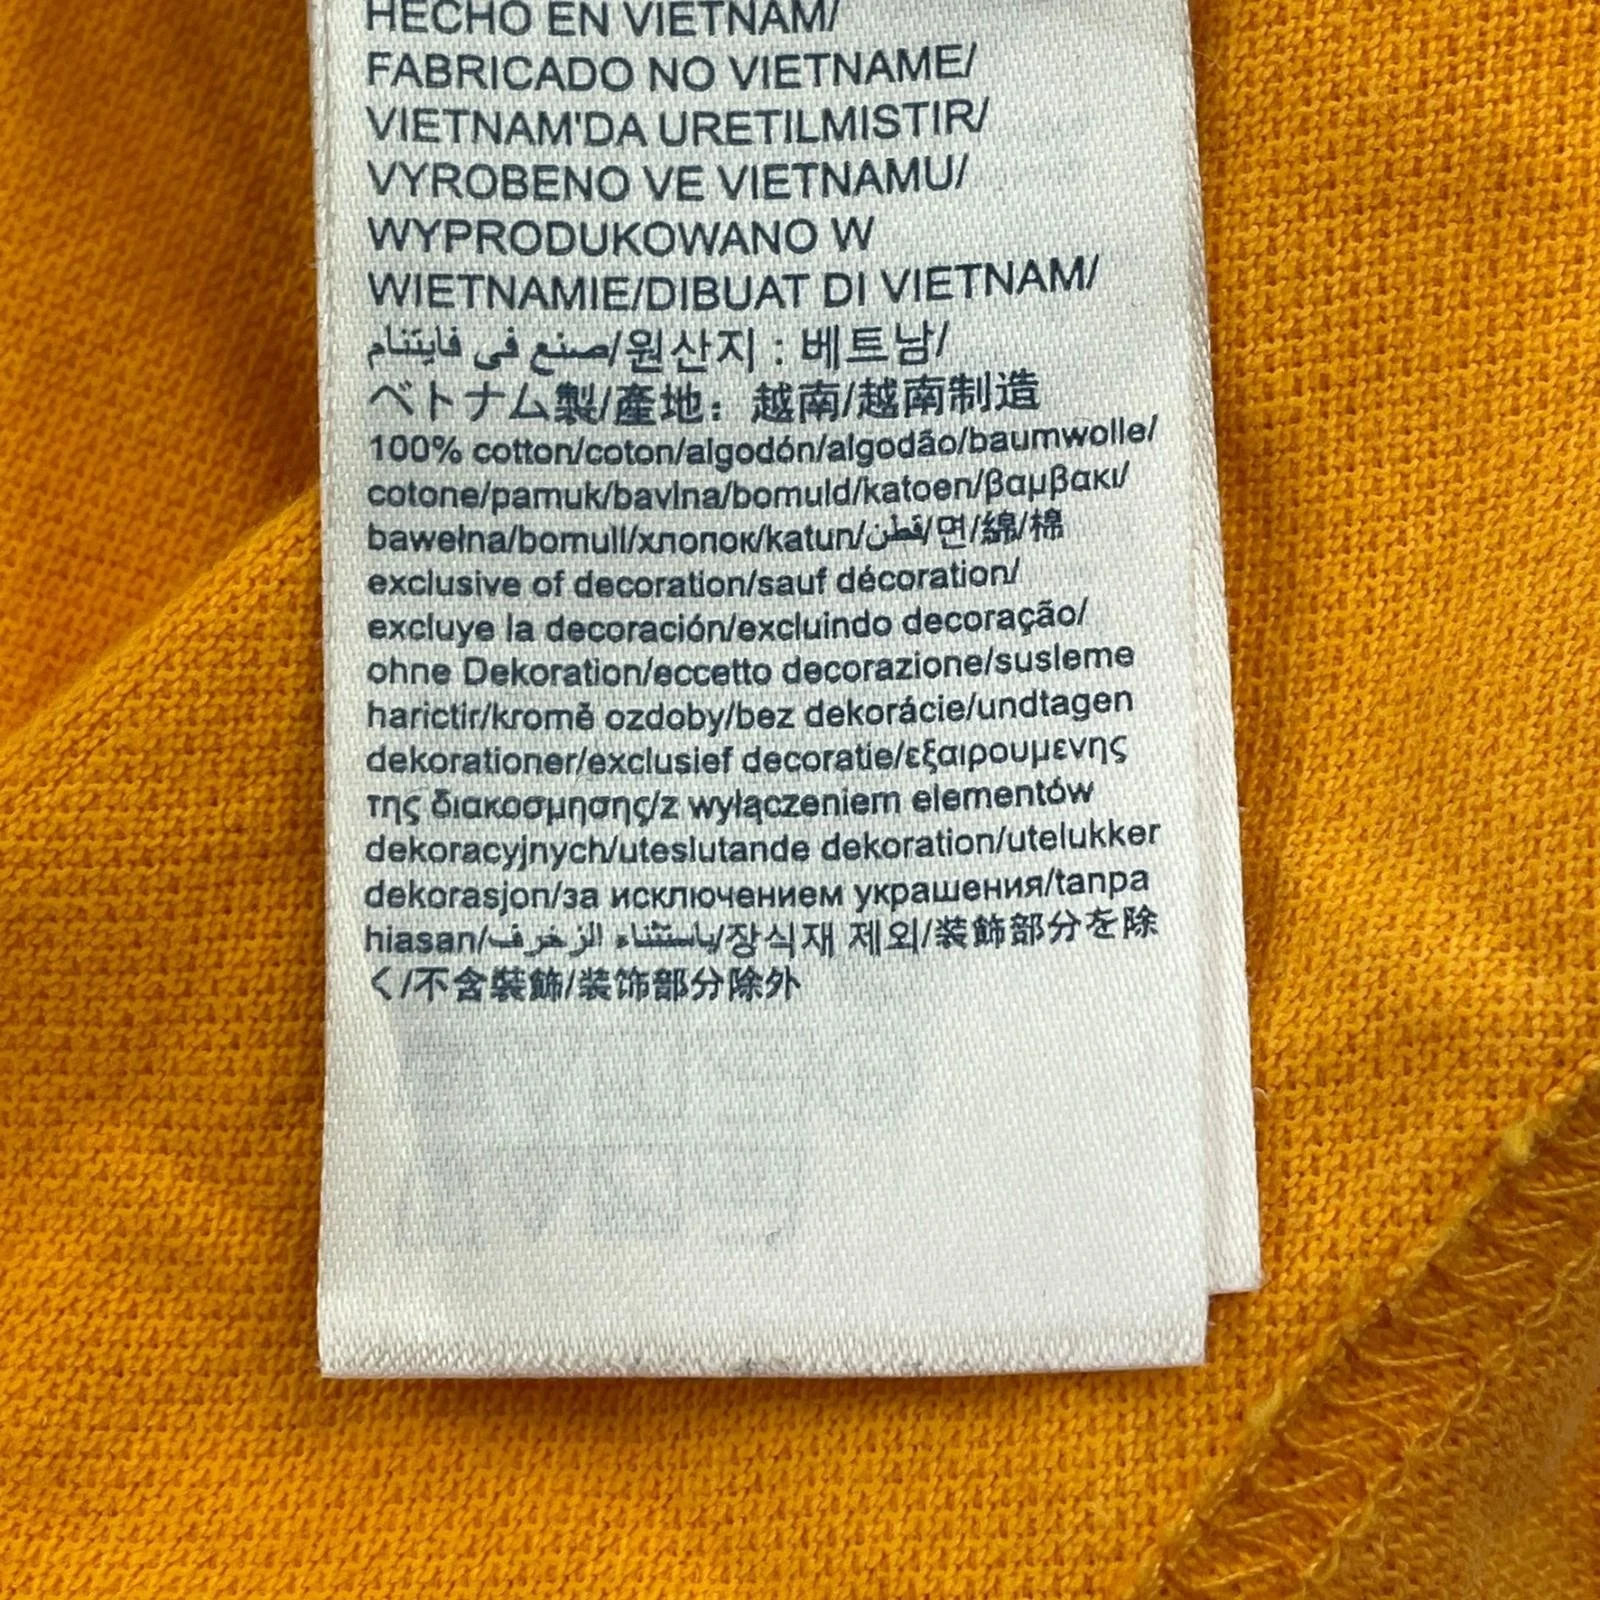 HECHO EN VIETNAM/
FABRICADO NO VIETNAME/
VIETNAM'DA URETILMISTIR/
VYROBENO VE VIETNAMU/
WYPRODUKOWANO W
WIETNAMIE/DIBUAT DI VIETNAM/
صنع في فايتنام/원산지 : 베트남/
ベトナム製/產地：越南/越南制造
100% cotton/coton/algodón/algodão/baumwolle/
cotone/pamuk/bavlna/bomuld/katoen/βαμβακι/
bawełna/bomull/хлопок/katun/قطن/면/綿/棉
exclusive of decoration/sauf décoration/
excluye la decoración/excluindo decoração/
ohne Dekoration/eccetto decorazione/susleme
harictir/kromě ozdoby/bez dekorácie/undtagen
dekorationer/exclusief decoratie/εξαιρουμενης
της διακοσμησης/z wyłączeniem elementów
dekoracyjnych/uteslutande dekoration/utelukker
dekorasjon/за исключением украшения/tanpa
hiasan/باستثناء الزخرف/장식재 제외/装飾部分を除
く/不含裝飾/装饰部分除外